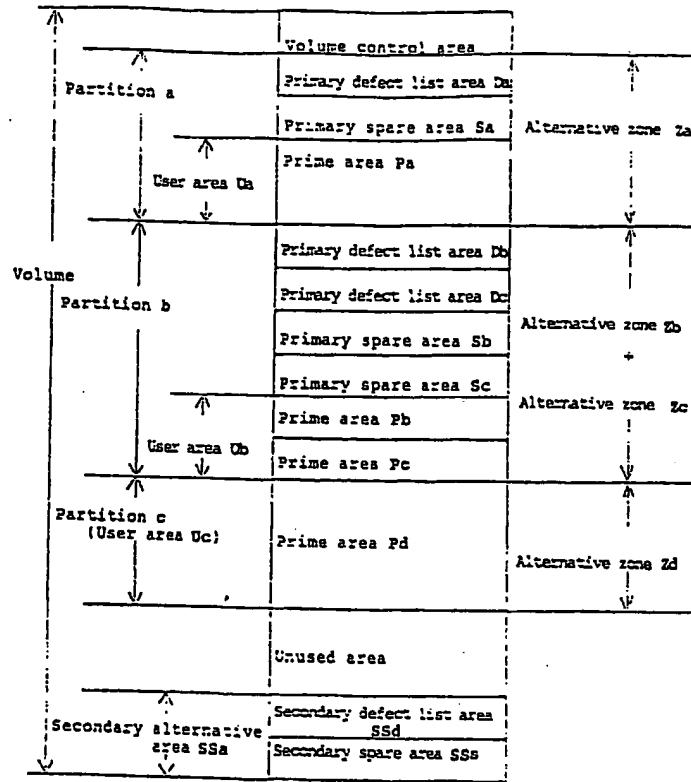 Volume control area
Partition a
Primary defect list area Da
Primary spare area Sa
Alternative zone Za
Prime area Pa
User area Ua
Primary defect list area Db
Volume
Partition b
Primary defect list area Dc
Primary spare area Sb
Alternative zone Zb
+
Primary spare area Sc
Alternative zone Zc
Prime area Pb
User area Ub
Prime area Pc
Partition c
(User area Uc)
Prime area Pd
Alternative zone Zd
Unused area
Secondary alternative
area SSa
Secondary defect list area
SSd
Secondary spare area SSs